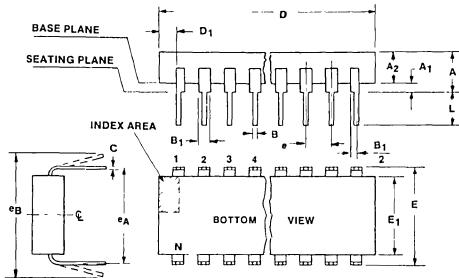 D
D1
BASE PLANE
SEATING PLANE
A2
A1
A
L
B1
B
e
B1
2
INDEX AREA
C
1 2 3 4
eB
℄
eA
BOTTOM VIEW
E1
E
N